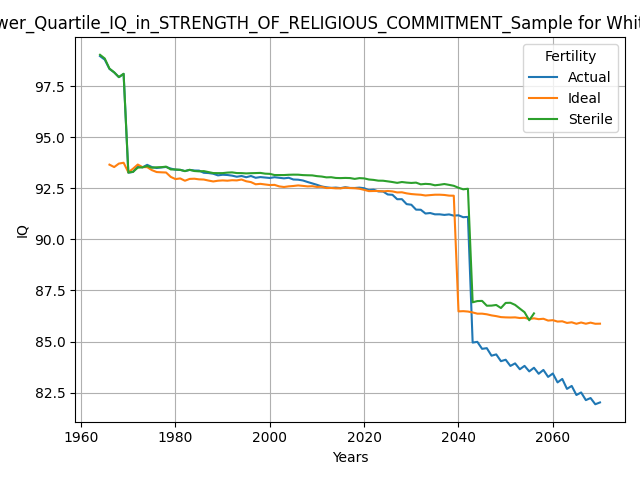 wer_Quartile_IQ_in_STRENGTH_OF_RELIGIOUS_COMMITMENT_Sample for Whit
Fertility
Actual
Ideal
Sterile
97.5
95.0
92.5
90.0
87.5
85.0
82.5
IQ
1960 1980 2000 2020 2040 2060
Years